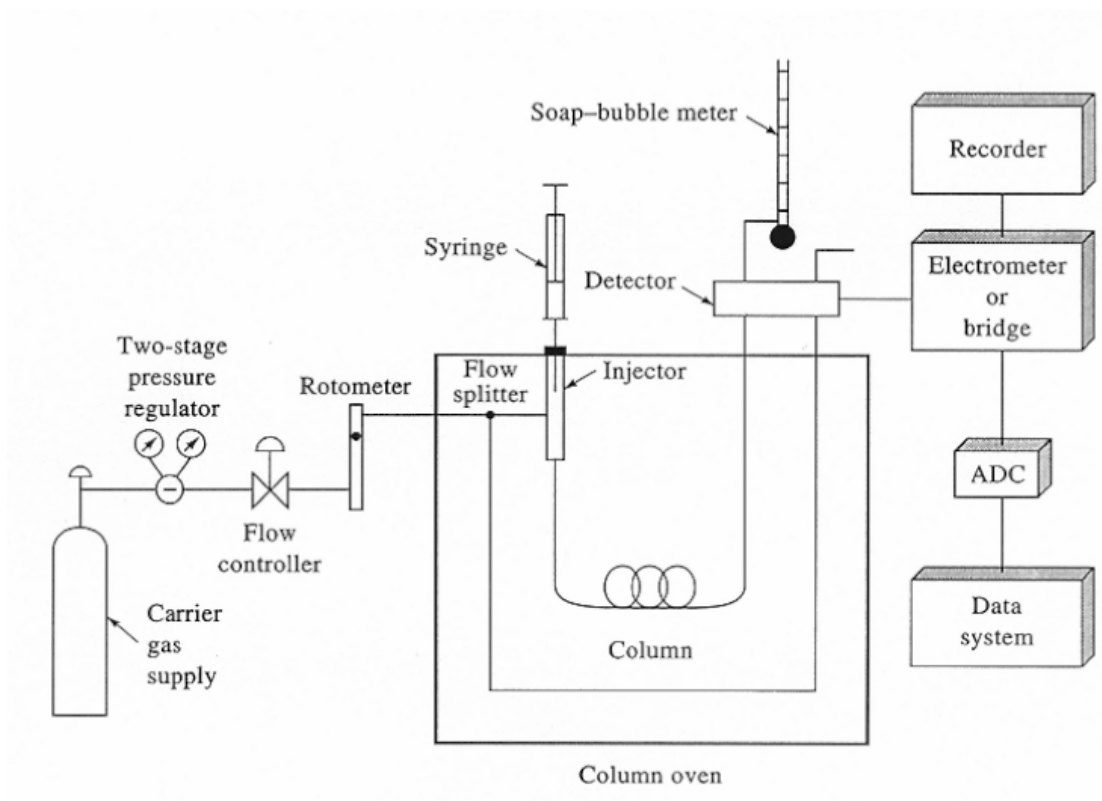 Soap–bubble meter
Recorder
Syringe
Detector
Electrometer
or
bridge
Two-stage
pressure
regulator
Rotometer
Flow
splitter
Injector
ADC
Flow
controller
Carrier
gas
supply
Column
Data
system
Column oven